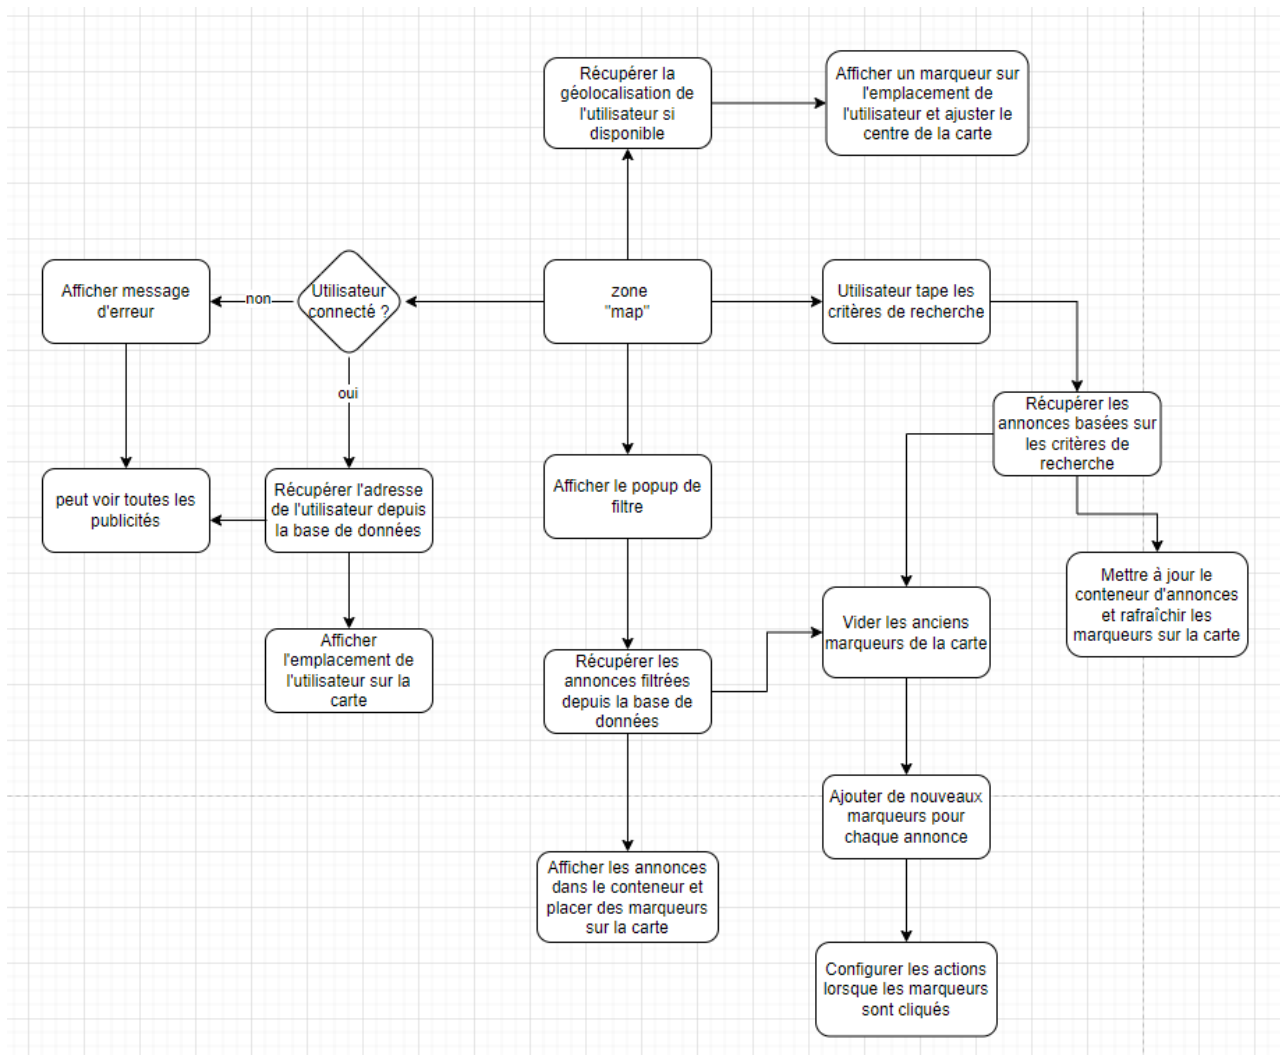 Récupérer la
géolocalisation de
l'utilisateur si
disponible
Afficher un marqueur sur
l'emplacement de
l'utilisateur et ajuster le
centre de la carte
Afficher message
d'erreur
non
Utilisateur
connecté ?
zone
"map"
Utilisateur tape les
critères de recherche
oui
Récupérer les
annonces basées sur
les critères de
recherche
peut voir toutes les
publicités
Récupérer l'adresse
de l'utilisateur depuis
la base de données
Afficher le popup de
filtre
Mettre à jour le
conteneur d'annonces
et rafraîchir les
marqueurs sur la carte
Afficher
l'emplacement de
l'utilisateur sur la
carte
Récupérer les
annonces filtrées
depuis la base de
données
Vider les anciens
marqueurs de la carte
Ajouter de nouveaux
marqueurs pour
chaque annonce
Afficher les annonces
dans le conteneur et
placer des marqueurs
sur la carte
Configurer les actions
lorsque les marqueurs
sont cliqués